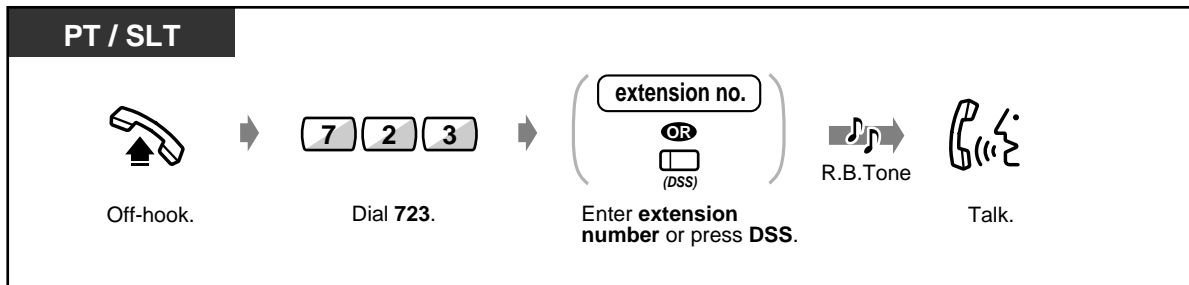 PT / SLT
extension no.
7 2 3
OR
(DSS)
R.B.Tone
Off-hook.
Dial 723.
Enter extension
number or press DSS.
Talk.